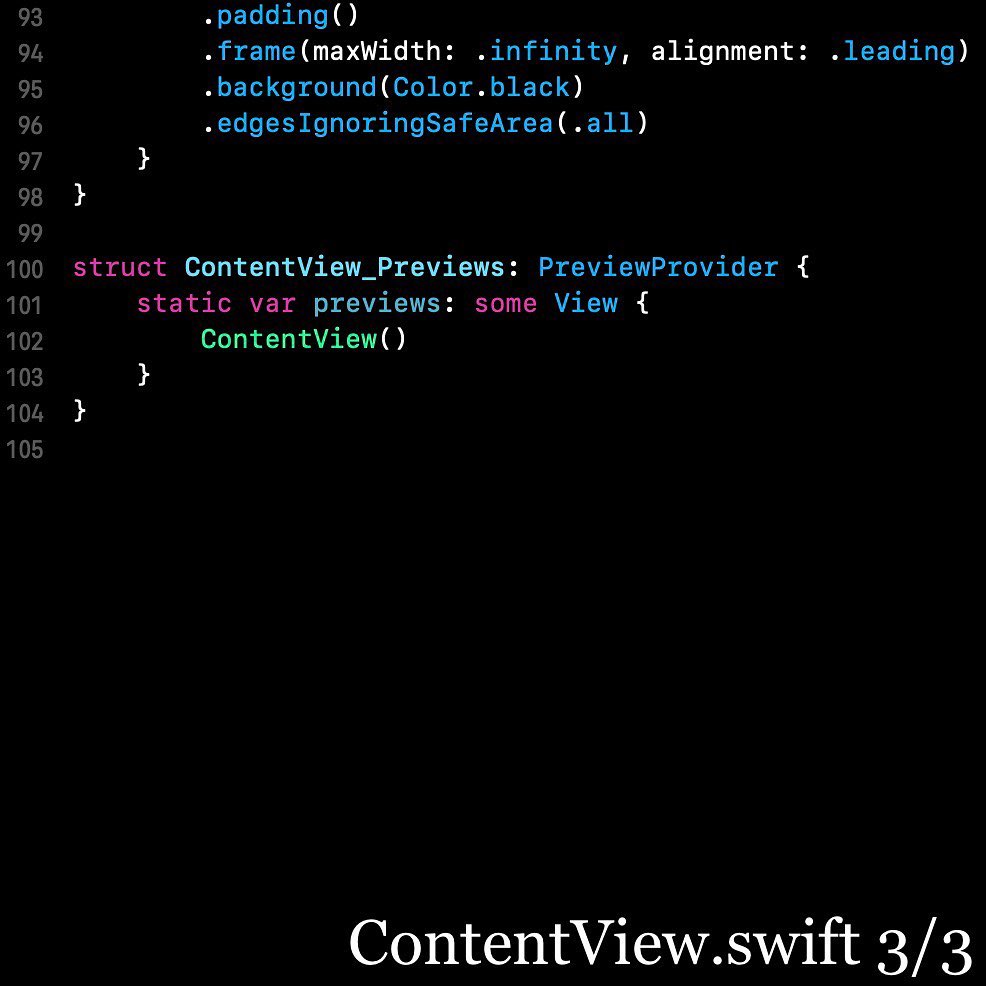 93         .padding()
94         .frame(maxWidth: .infinity, alignment: .leading)
95         .background(Color.black)
96         .edgesIgnoringSafeArea(.all)
97     }
98 }
99
100 struct ContentView_Previews: PreviewProvider {
101     static var previews: some View {
102         ContentView()
103     }
104 }
105
ContentView.swift 3/3